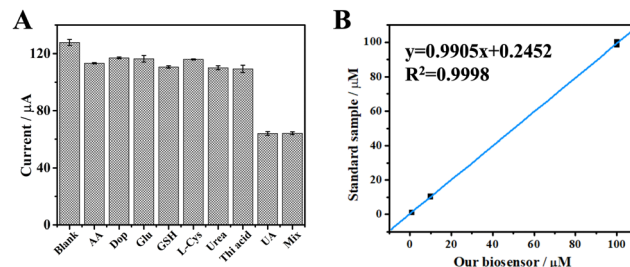 A
Current / μA
160
120
80
40
0
Blank
AA
Dop
Glu
GSH
L-Cys
Urea
Thi acid
UA
Mix
B
y=0.9905x+0.2452
R²=0.9998
Standard sample / μM
100
80
60
40
20
0
0
20
40
60
80
100
Our biosensor / μM